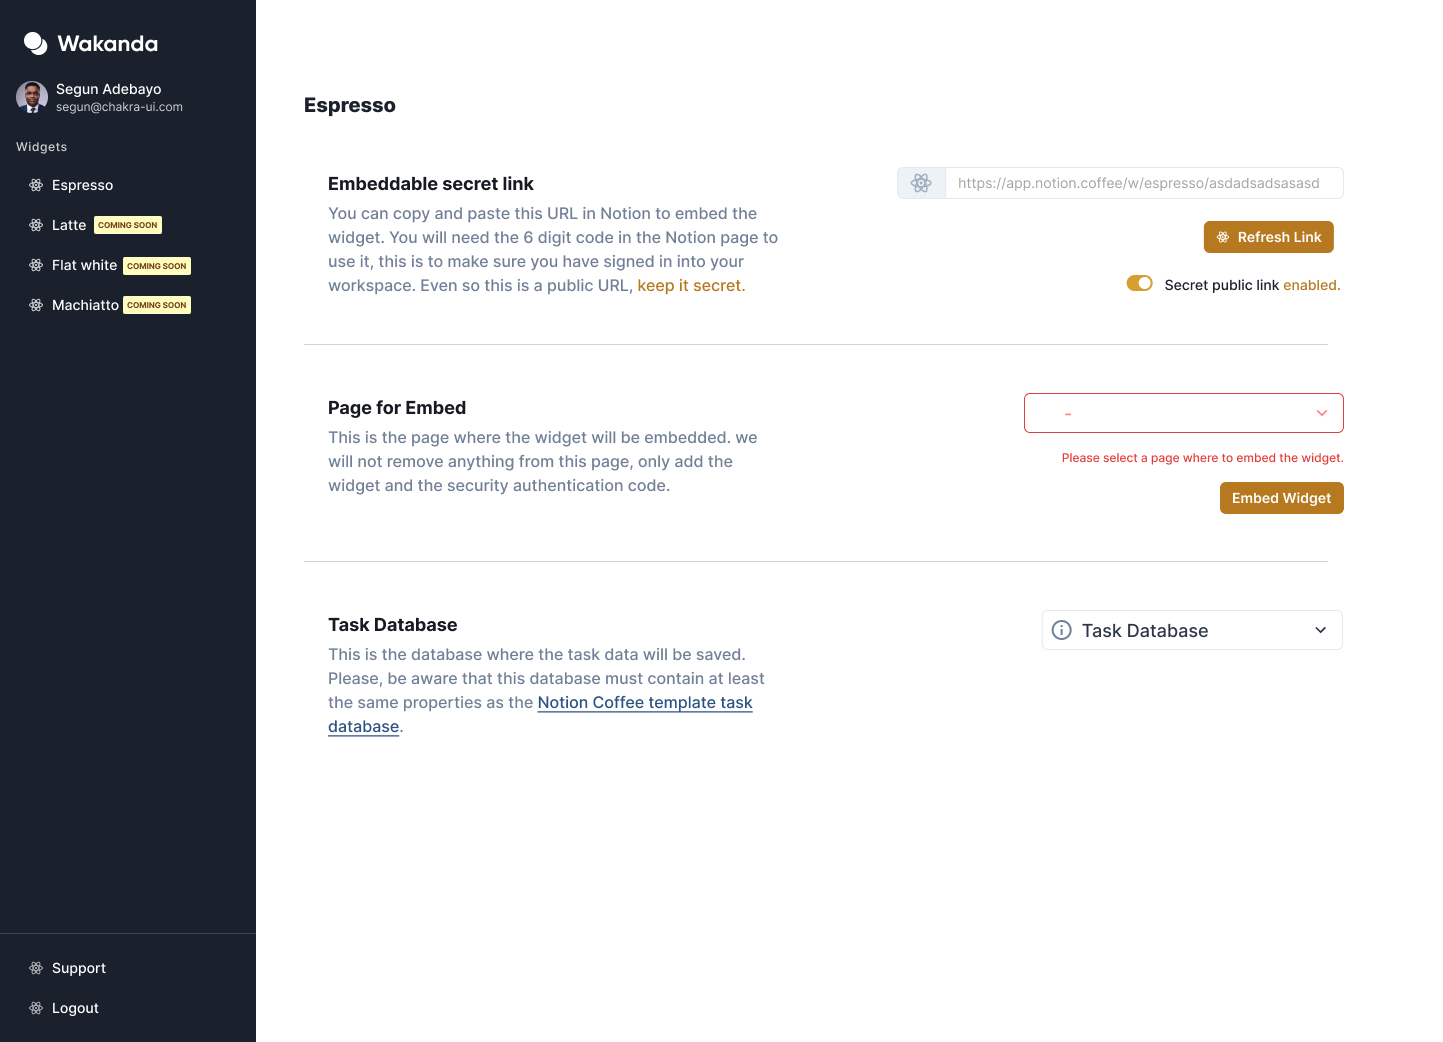 Wakanda
Segun Adebayo
segun@chakra-ui.com
Widgets
Espresso
Latte COMING SOON
Flat white COMING SOON
Machiatto COMING SOON
Support
Logout
Espresso
Embeddable secret link
You can copy and paste this URL in Notion to embed the
widget. You will need the 6 digit code in the Notion page to
use it, this is to make sure you have signed in into your
workspace. Even so this is a public URL, keep it secret.
https://app.notion.coffee/w/espresso/asdadsadsasasd
Refresh Link
Secret public link enabled.
Page for Embed
This is the page where the widget will be embedded. we
will not remove anything from this page, only add the
widget and the security authentication code.
-
Please select a page where to embed the widget.
Embed Widget
Task Database
This is the database where the task data will be saved.
Please, be aware that this database must contain at least
the same properties as the Notion Coffee template task
database.
Task Database